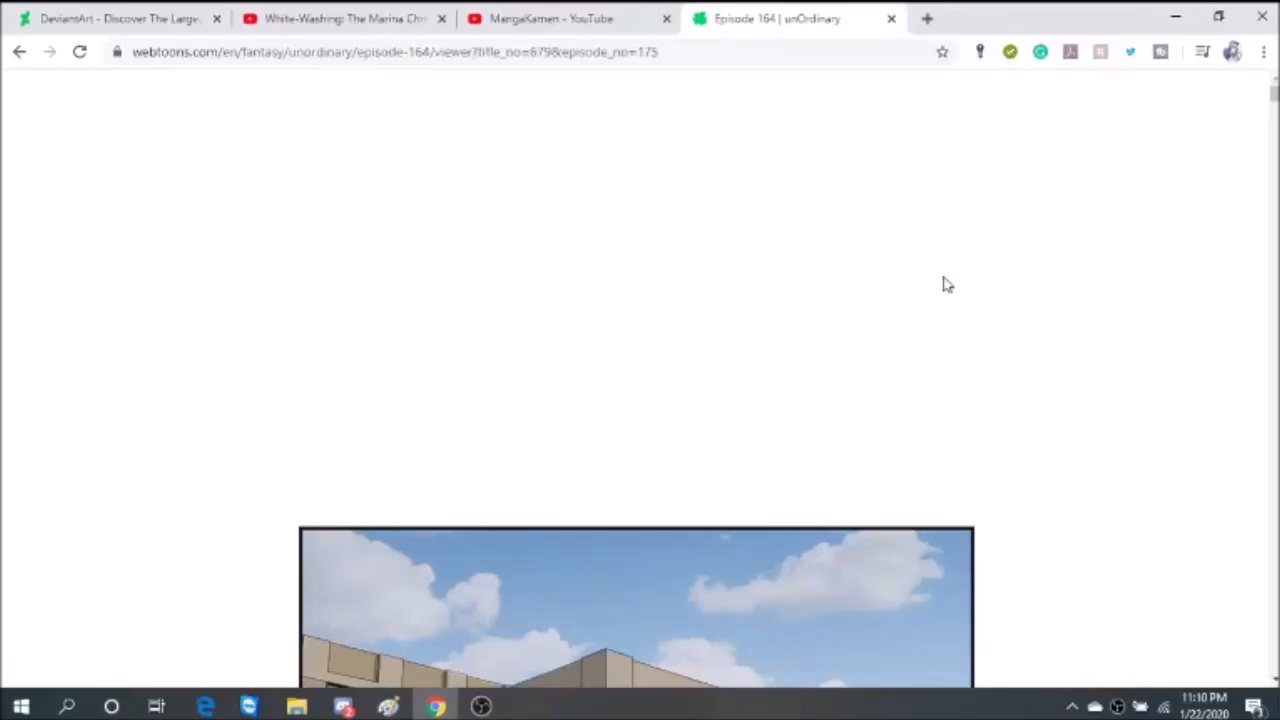 DeviantArt - Discover The Large
White-Washing: The Marina Chr
MangaKamen - YouTube
Episode 164 | unOrdinary
webtoons.com/en/fantasy/unordinary/episode-164/viewer?title_no=679&episode_no=175
11:10 PM
1/22/2020